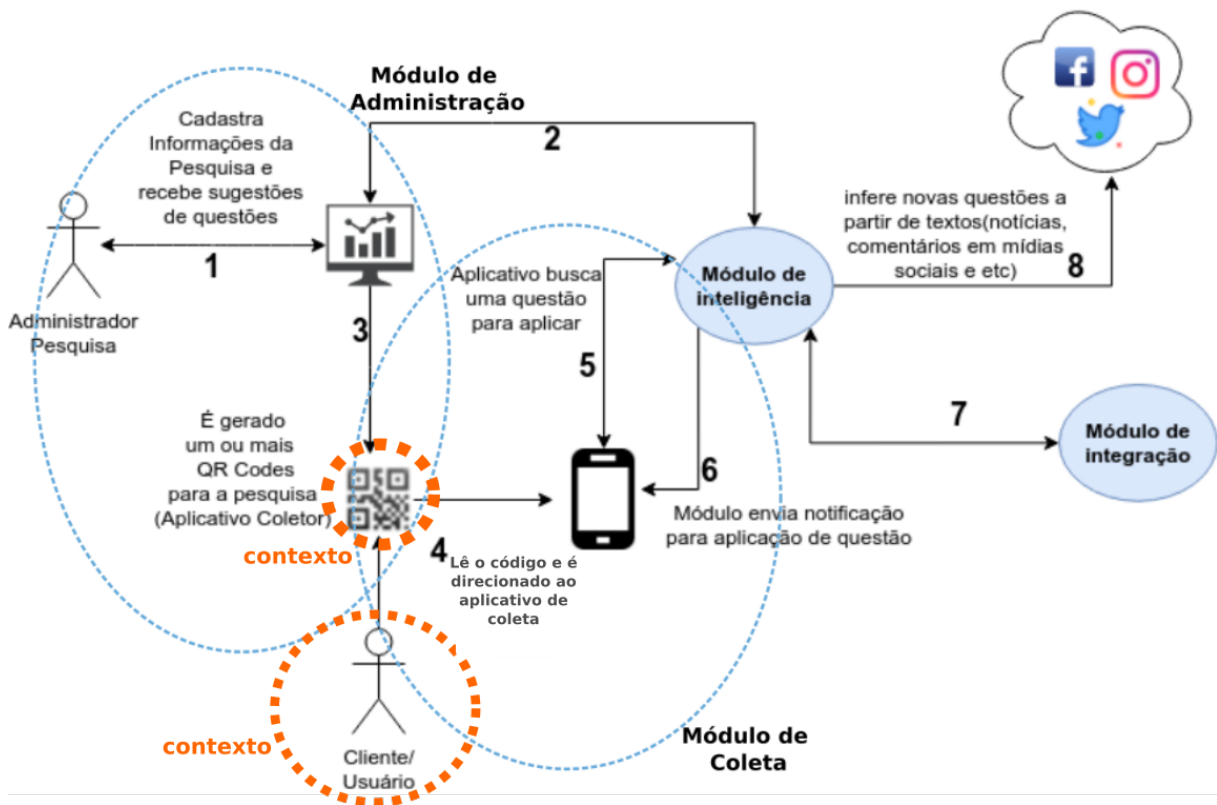 Módulo de
Administração
Cadastra
Informações da
Pesquisa e
recebe sugestões
de questões
1
Administrador
Pesquisa
2
infere novas questões a
partir de textos(notícias,
comentários em mídias
sociais e etc)
8
Módulo de
inteligência
Aplicativo busca
uma questão
para aplicar
3
5
É gerado
um ou mais
QR Codes
para a pesquisa
(Aplicativo Coletor)
contexto
4
Lê o código e é
direcionado ao
aplicativo de
coleta
6
Módulo envia notificação
para aplicação de questão
7
Módulo de
integração
contexto
Cliente/
Usuário
Módulo de
Coleta